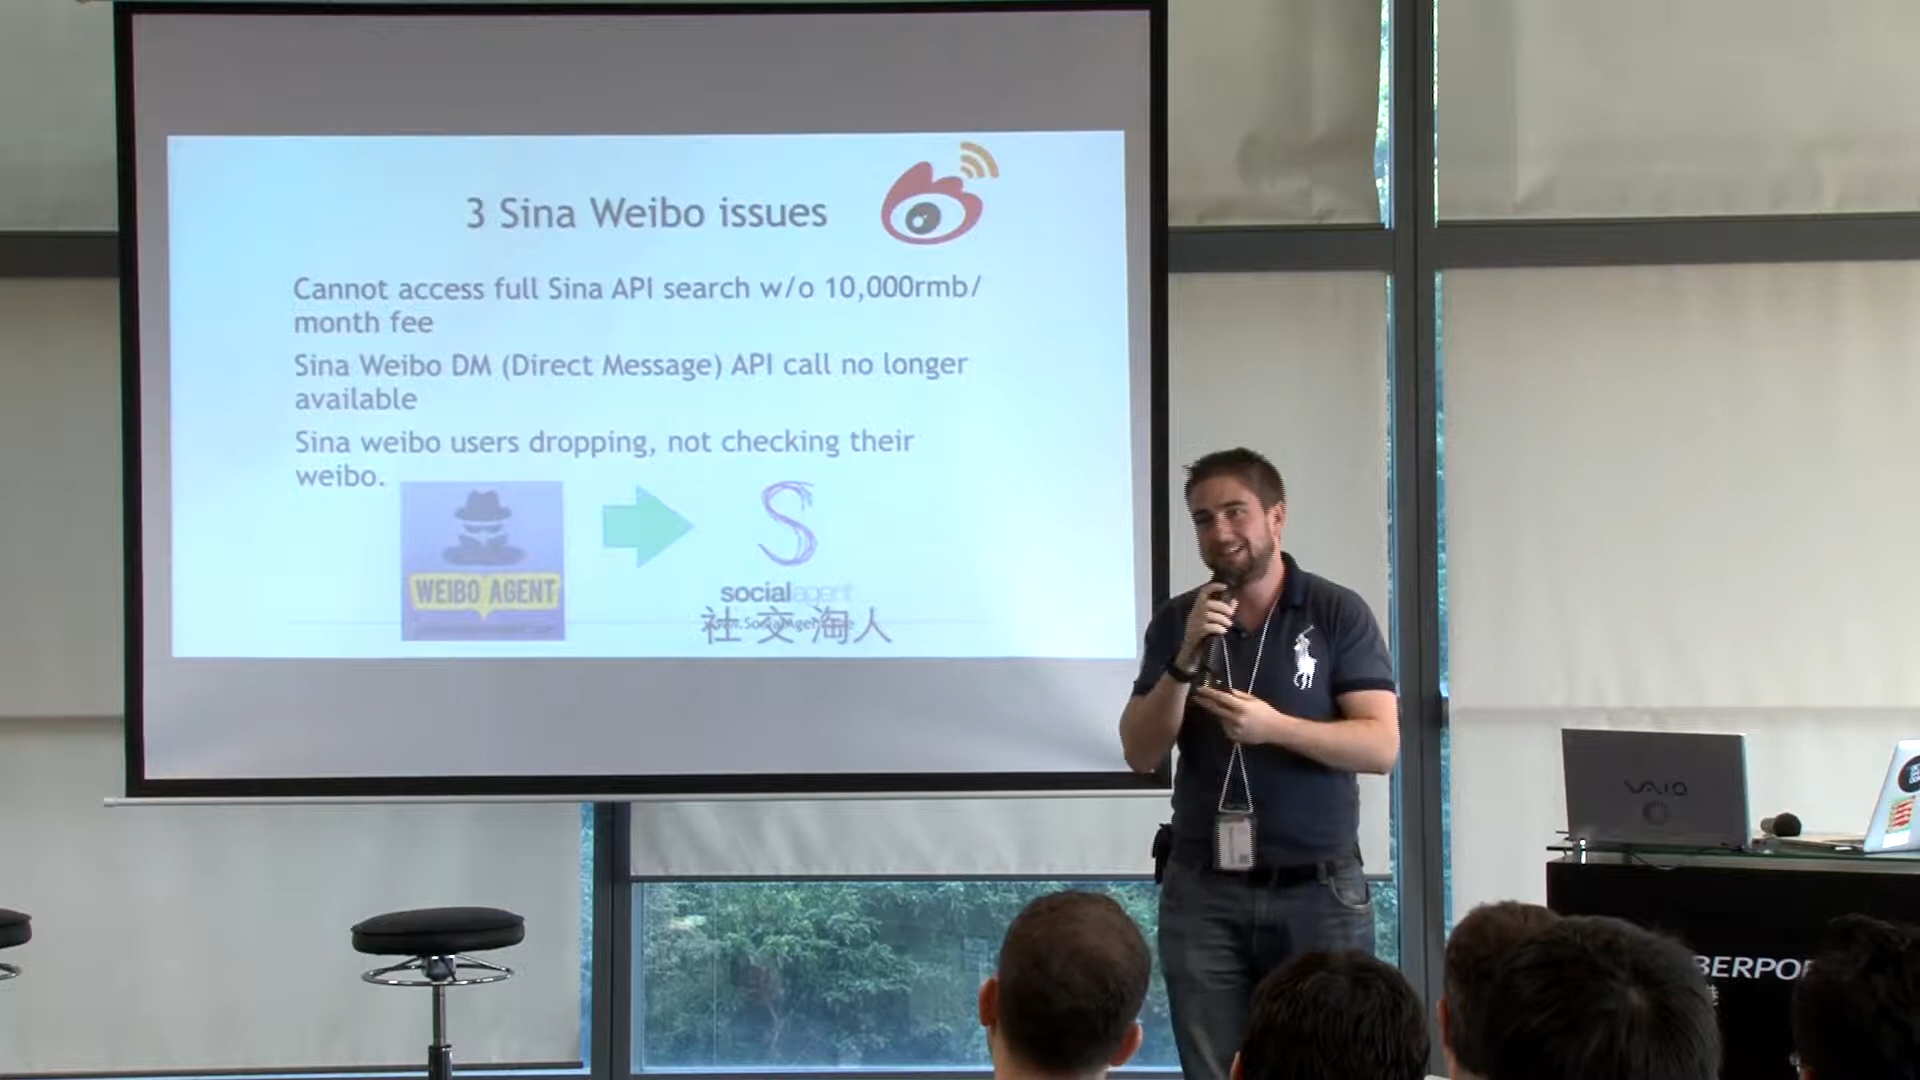 3 Sina Weibo issues
Cannot access full Sina API search w/o 10,000rmb/
month fee
Sina Weibo DM (Direct Message) API call no longer
available
Sina weibo users dropping, not checking their
weibo.
WEIBO AGENT
S
socialagent
社交淘人
VAIO
BERPO